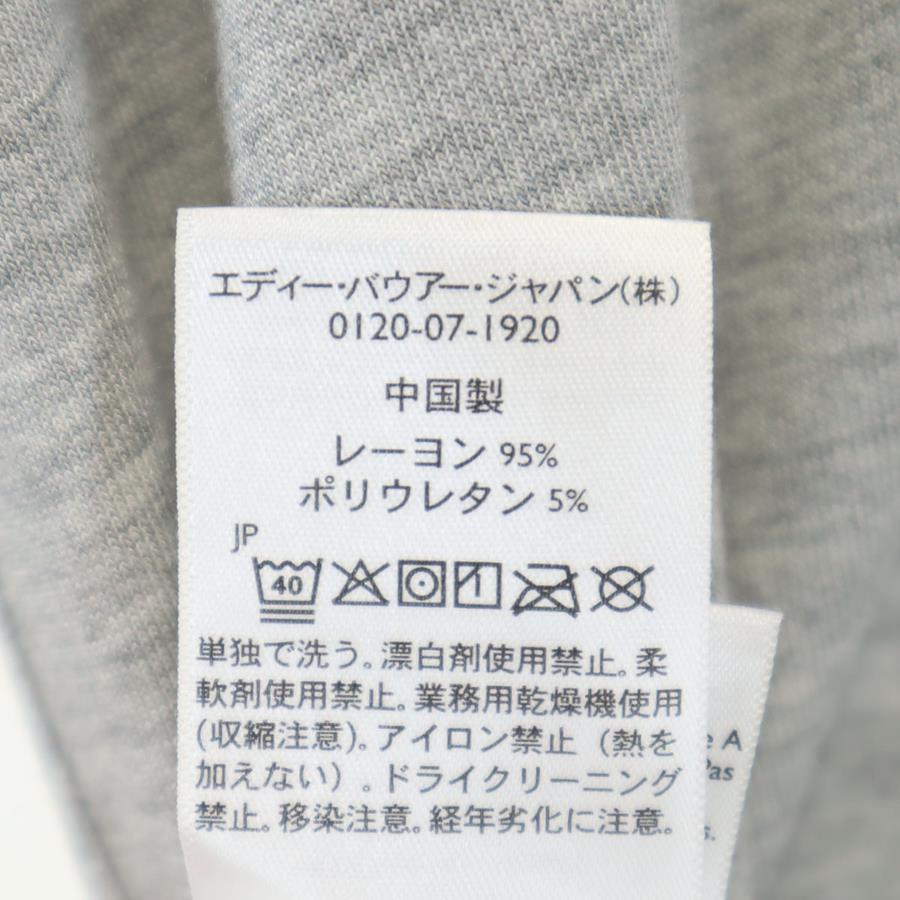 エディー・バウアー・ジャパン(株)
0120-07-1920
中国製
レーヨン 95%
ポリウレタン 5%
JP
40
単独で洗う。漂白剤使用禁止。柔
軟剤使用禁止。業務用乾燥機使用
(収縮注意)。アイロン禁止（熱を
加えない）。ドライクリーニング
禁止。移染注意。経年劣化に注意。
e A
Pas
s.